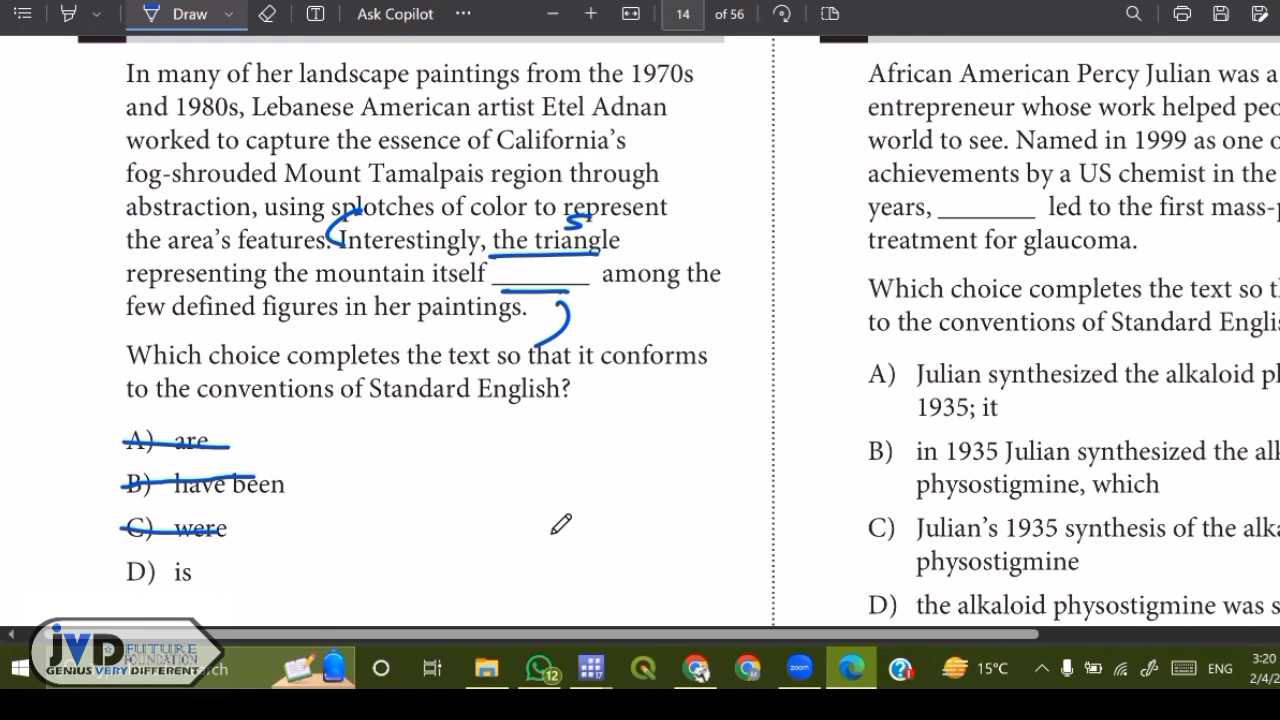 Draw
Ask Copilot
14 of 56
In many of her landscape paintings from the 1970s
and 1980s, Lebanese American artist Etel Adnan
worked to capture the essence of California's
fog-shrouded Mount Tamalpais region through
abstraction, using splotches of color to represent
the area's features. Interestingly, the triangle
representing the mountain itself ________ among the
few defined figures in her paintings.
s
Which choice completes the text so that it conforms
to the conventions of Standard English?
A) are
B) have been
C) were
D) is
African American Percy Julian was a
entrepreneur whose work helped
world to see. Named in 1999 as one
achievements by a US chemist in the
years, ________ led to the first
treatment for glaucoma.
Which choice completes the text so
to the conventions of Standard
A) Julian synthesized the alkaloid
1935; it
B) in 1935 Julian synthesized the
physostigmine, which
C) Julian's 1935 synthesis of the
physostigmine
D) the alkaloid physostigmine was
JVD FUTURE
FOUNDATION
GENIUS VERY DIFFERENT
12
17
zoom
15°C
ENG
3:20
2/4/2